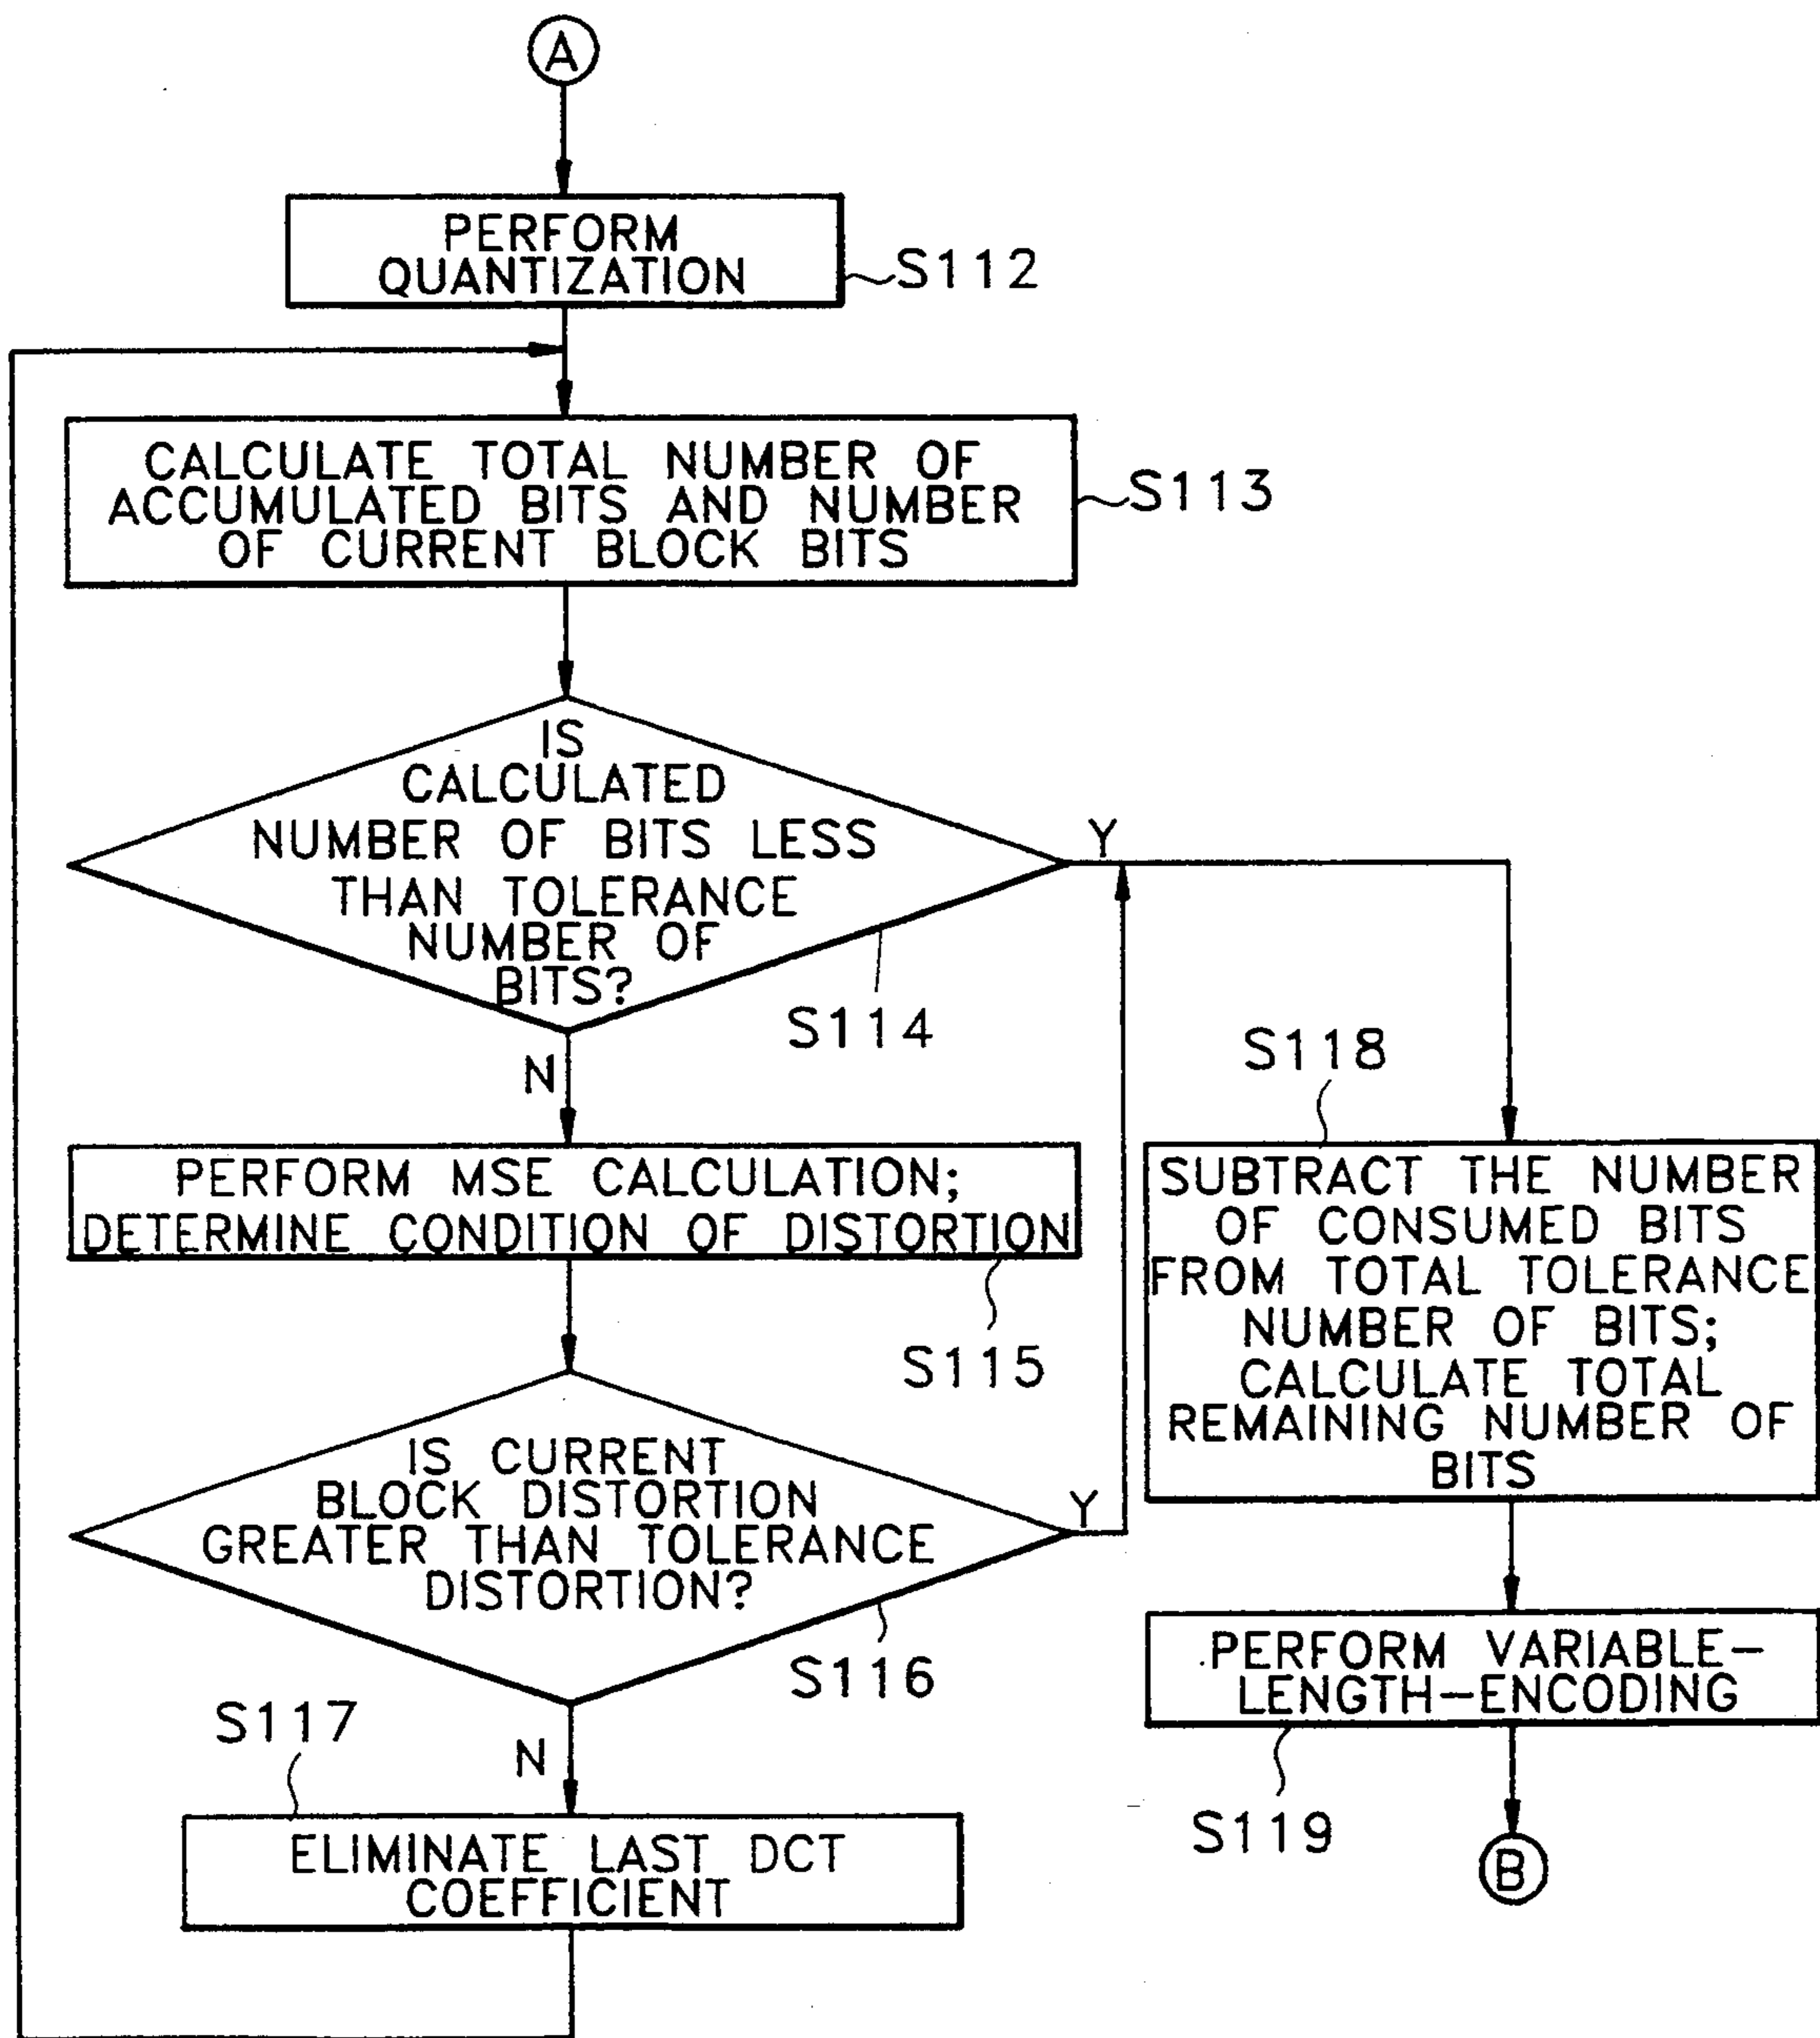 A
PERFORM
QUANTIZATION
S112
CALCULATE TOTAL NUMBER OF
ACCUMULATED BITS AND NUMBER
OF CURRENT BLOCK BITS
S113
IS
CALCULATED
NUMBER OF BITS LESS
THAN TOLERANCE
NUMBER OF
BITS?
Y
S114
N
PERFORM MSE CALCULATION;
DETERMINE CONDITION OF DISTORTION
S115
IS CURRENT
BLOCK DISTORTION
GREATER THAN TOLERANCE
DISTORTION?
Y
S116
N
S117
ELIMINATE LAST DCT
COEFFICIENT
S118
SUBTRACT THE NUMBER
OF CONSUMED BITS
FROM TOTAL TOLERANCE
NUMBER OF BITS;
CALCULATE TOTAL
REMAINING NUMBER OF
BITS
PERFORM VARIABLE-
LENGTH-ENCODING
S119
B